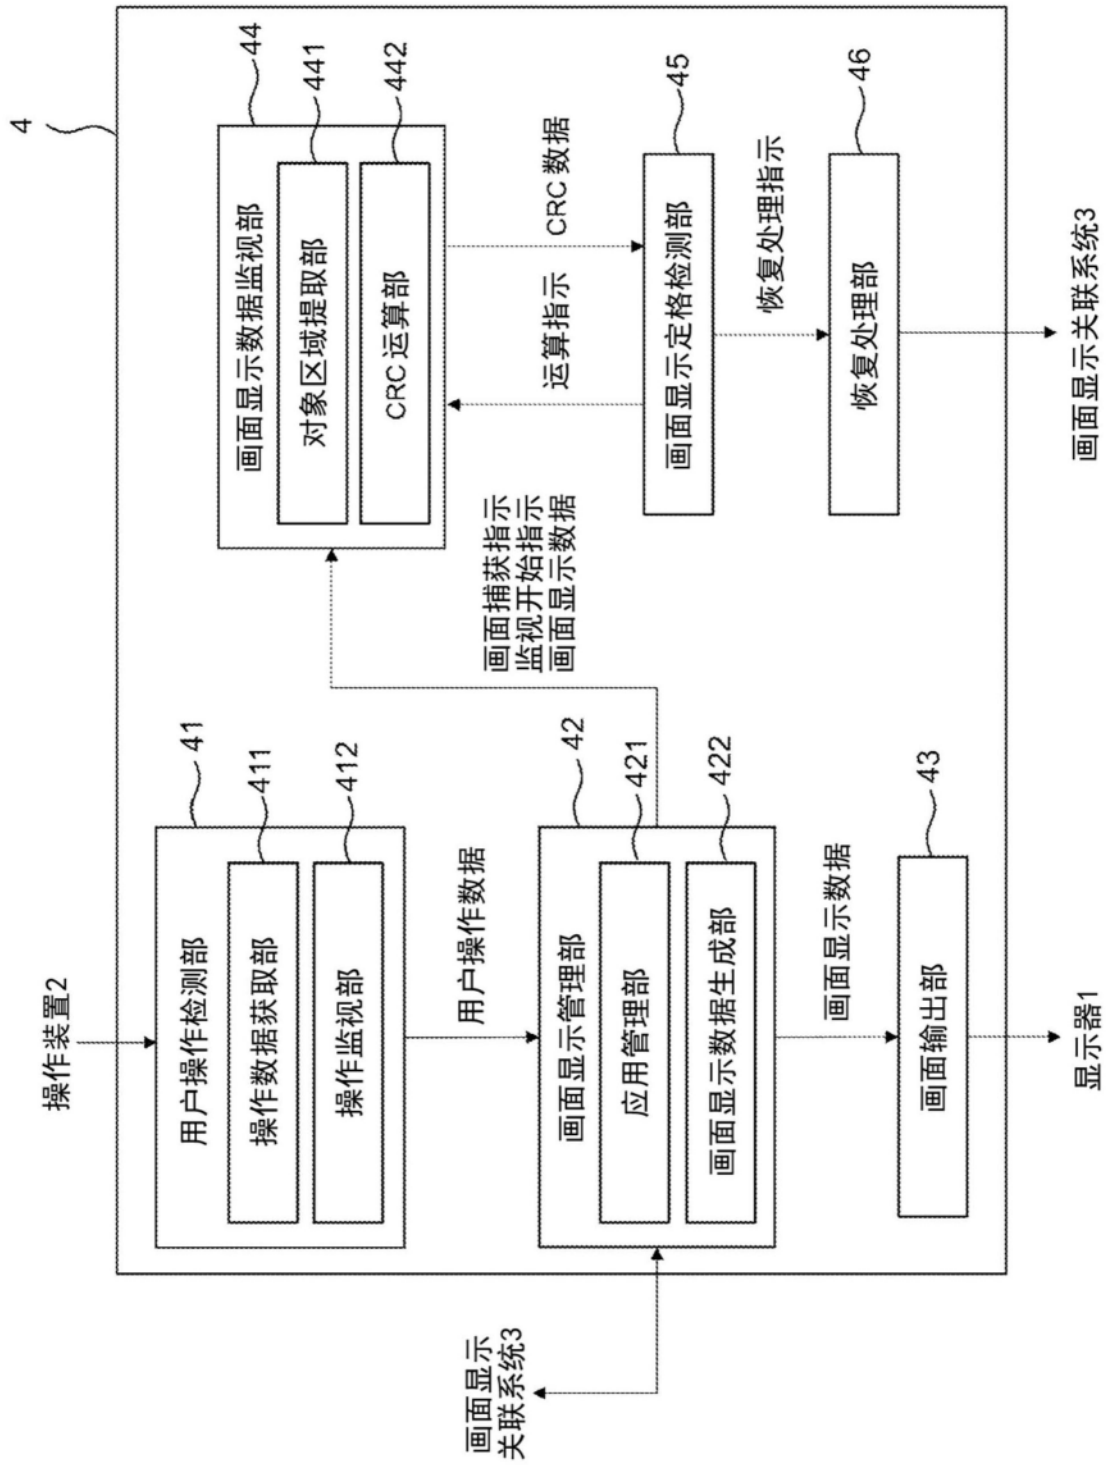 4
操作装置2
用户操作检测部
41
操作数据获取部
411
操作监视部
412
用户操作数据
画面显示
关联系统3
画面显示管理部
42
应用管理部
421
画面显示数据生成部
422
画面显示数据
画面输出部
43
显示器1
画面捕获指示
监视开始指示
画面显示数据
画面显示数据监视部
44
对象区域提取部
441
CRC运算部
442
运算指示
CRC数据
画面显示定格检测部
45
恢复处理指示
恢复处理部
46
画面显示关联系统3